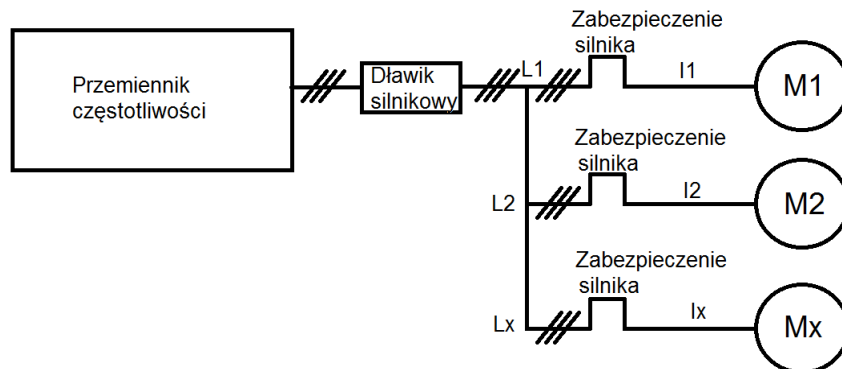 Przemiennik
częstotliwości
Dławik
silnikowy
L1
Zabezpieczenie
silnika
I1
M1
Zabezpieczenie
silnika
L2
I2
M2
Zabezpieczenie
silnika
Lx
Ix
Mx